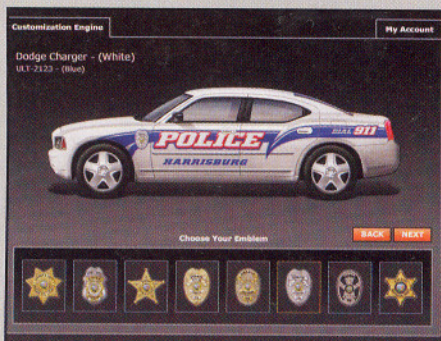 Customization Engine
My Account
Dodge Charger - (White)
ULT-2123 - (Blue)
POLICE
HARRISBURG
DIAL 911
Choose Your Emblem
BACK
NEXT